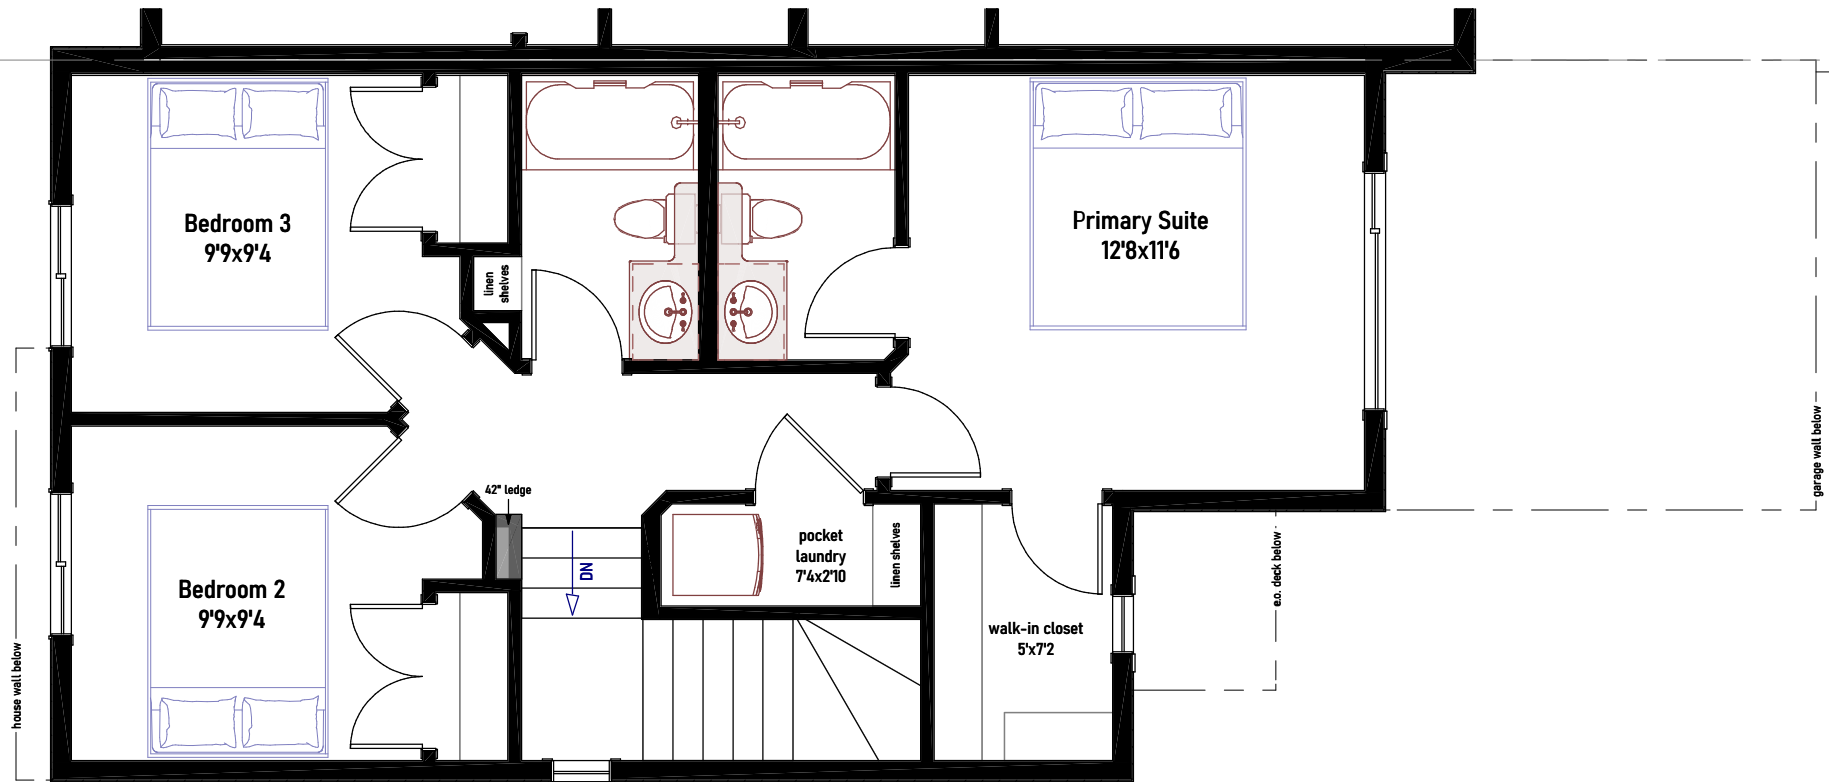 Bedroom 3
9'9x9'4
linen
shelves
Primary Suite
12'8x11'6
garage wall below
42" ledge
DN
pocket
laundry
7'4x2'10
linen shelves
Bedroom 2
9'9x9'4
walk-in closet
5'x7'2
e.o. deck below
house wall below